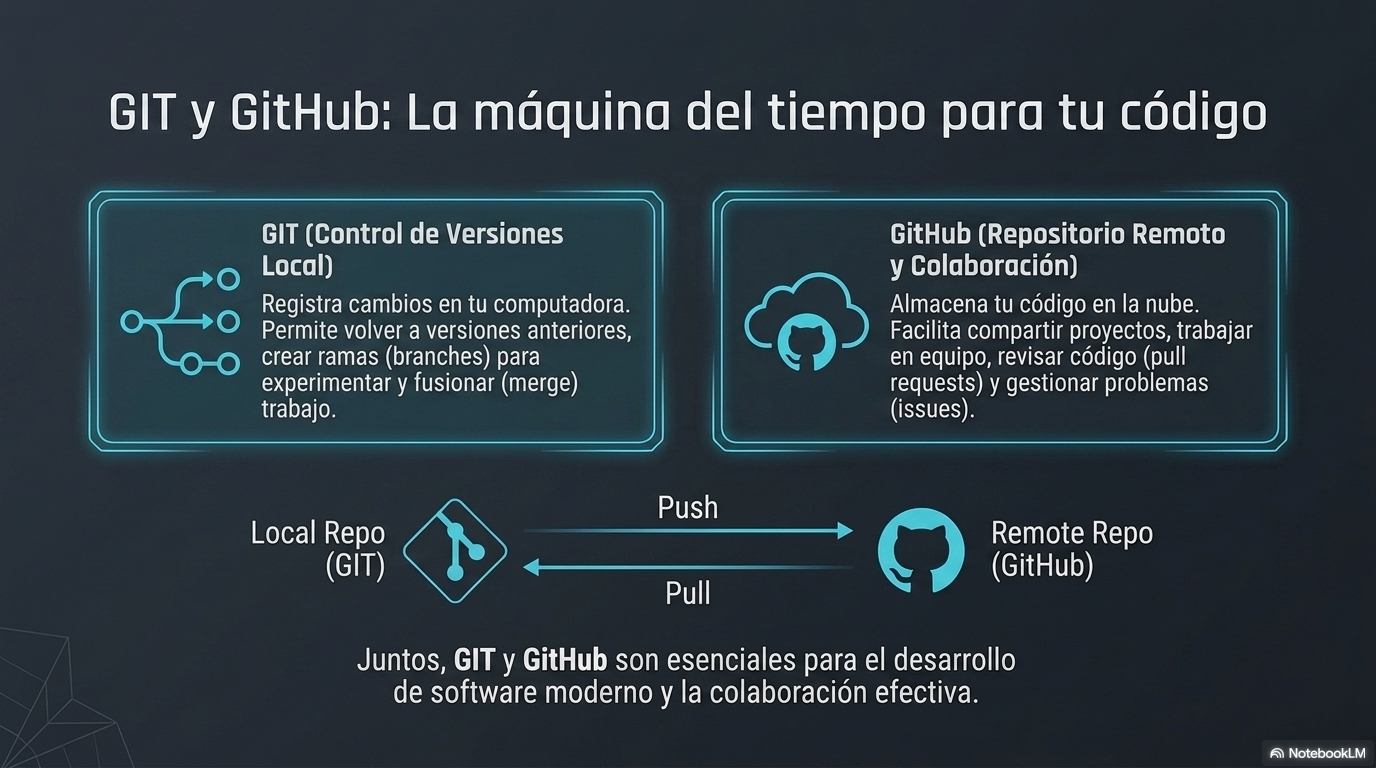 GIT y GitHub: La máquina del tiempo para tu código
GIT (Control de Versiones
Local)
Registra cambios en tu computadora.
Permite volver a versiones anteriores,
crear ramas (branches) para
experimentar y fusionar (merge)
trabajo.
GitHub (Repositorio Remoto
y Colaboración)
Almacena tu código en la nube.
Facilita compartir proyectos, trabajar
en equipo, revisar código (pull
requests) y gestionar problemas
(issues).
Local Repo
(GIT)
Push
Pull
Remote Repo
(GitHub)
Juntos, GIT y GitHub son esenciales para el desarrollo
de software moderno y la colaboración efectiva.
NotebookLM